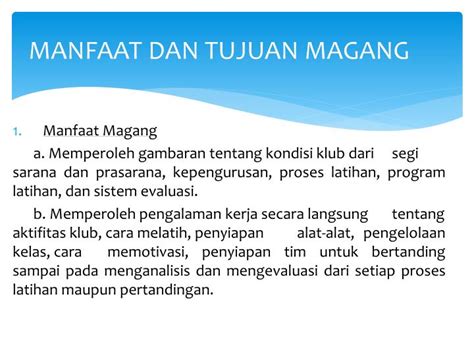 MANFAAT DAN TUJUAN MAGANG
1. Manfaat Magang
a. Memperoleh gambaran tentang kondisi klub dari segi
sarana dan prasarana, kepengurusan, proses latihan, program
latihan, dan sistem evaluasi.
b. Memperoleh pengalaman kerja secara langsung tentang
aktifitas klub, cara melatih, penyiapan alat-alat, pengelolaan
kelas, cara memotivasi, penyiapan tim untuk bertanding
sampai pada menganalisis dan mengevaluasi dari setiap proses
latihan maupun pertandingan.